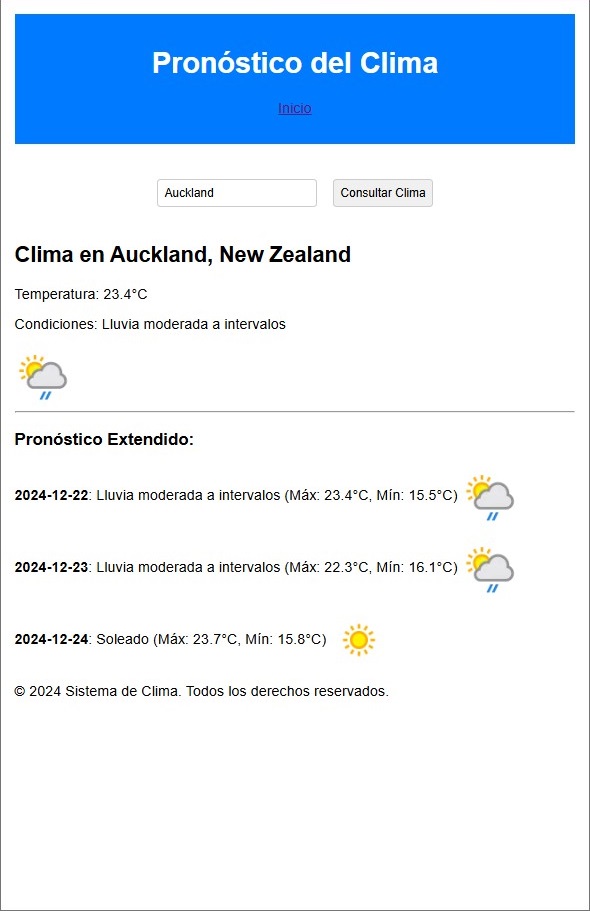 Pronóstico del Clima
Inicio
Auckland Consultar Clima
Clima en Auckland, New Zealand
Temperatura: 23.4°C
Condiciones: Lluvia moderada a intervalos
Pronóstico Extendido:
2024-12-22: Lluvia moderada a intervalos (Máx: 23.4°C, Mín: 15.5°C)
2024-12-23: Lluvia moderada a intervalos (Máx: 22.3°C, Mín: 16.1°C)
2024-12-24: Soleado (Máx: 23.7°C, Mín: 15.8°C)
© 2024 Sistema de Clima. Todos los derechos reservados.